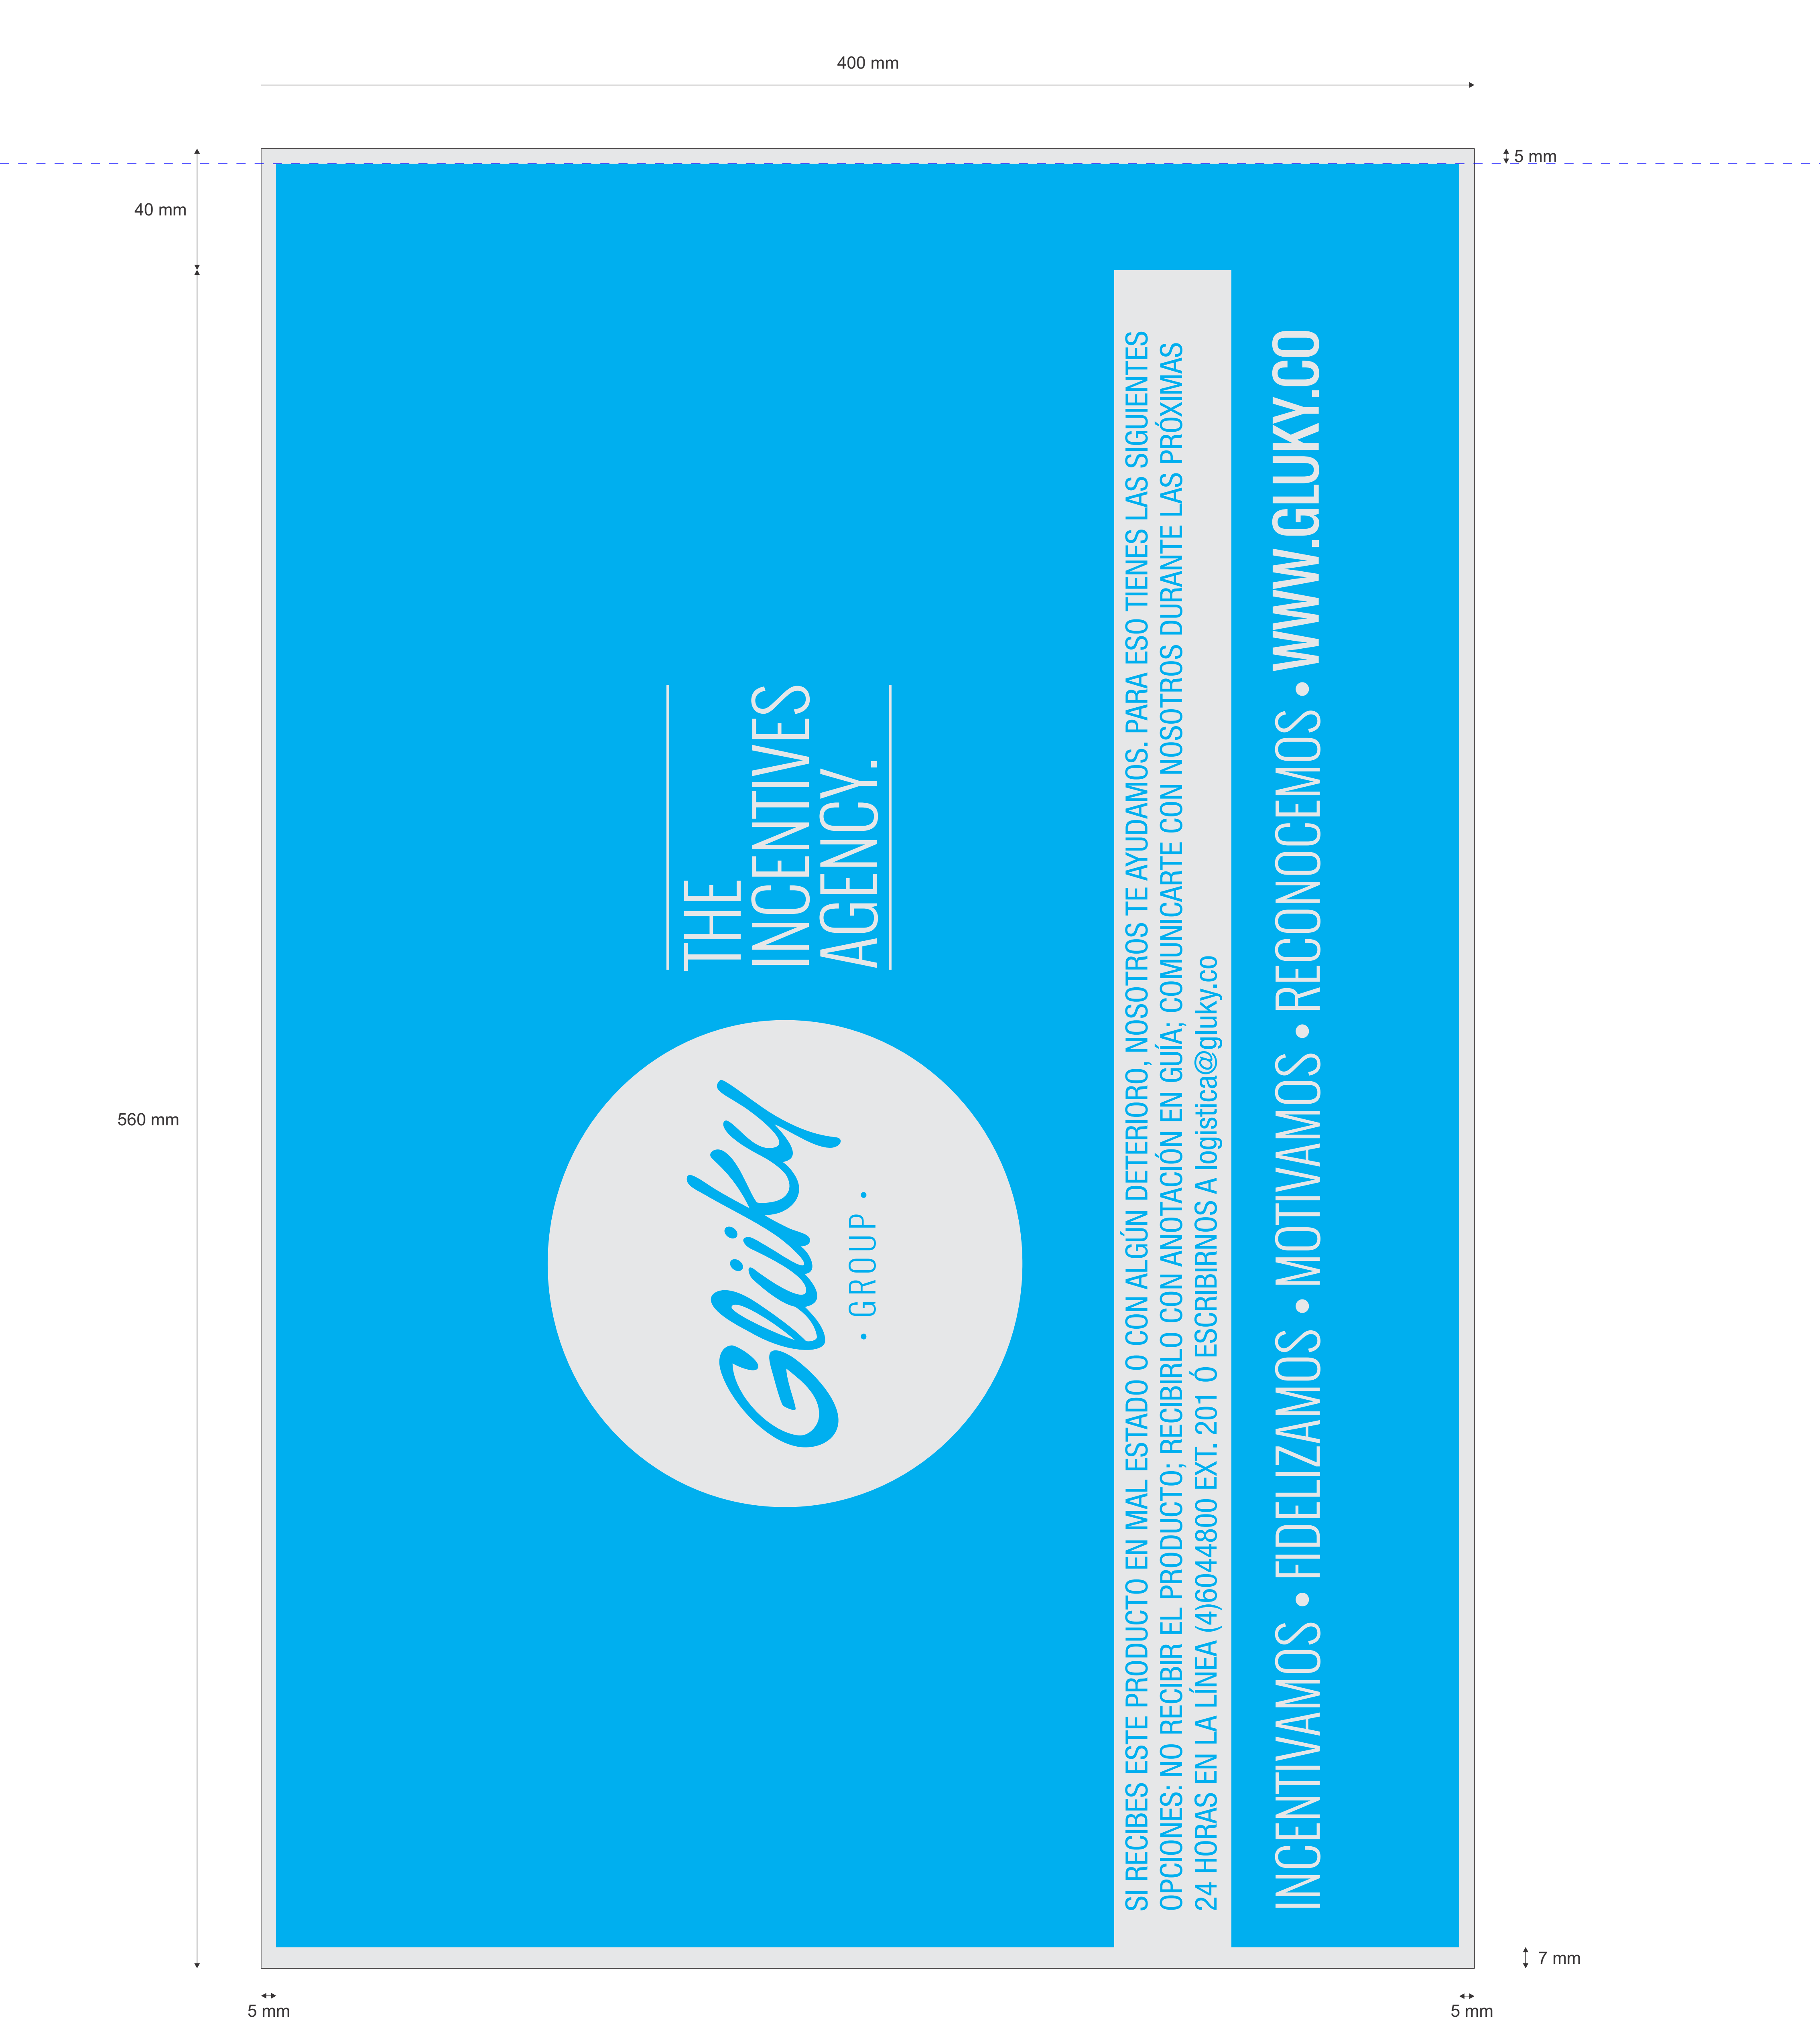 400 mm
5 mm
40 mm
560 mm
7 mm
5 mm
5 mm
Glüky
• GROUP •
THE
INCENTIVES
AGENCY.
SI RECIBES ESTE PRODUCTO EN MAL ESTADO O CON ALGÚN DETERIORO, NOSOTROS TE AYUDAMOS. PARA ESO TIENES LAS SIGUIENTES
OPCIONES: NO RECIBIR EL PRODUCTO; RECIBIRLO CON ANOTACIÓN EN GUÍA; COMUNICARTE CON NOSOTROS DURANTE LAS PRÓXIMAS
24 HORAS EN LA LÍNEA (4)6044800 EXT. 201 Ó ESCRIBIRNOS A logistica@gluky.co
INCENTIVAMOS • FIDELIZAMOS • MOTIVAMOS • RECONOCEMOS • WWW.GLUKY.CO